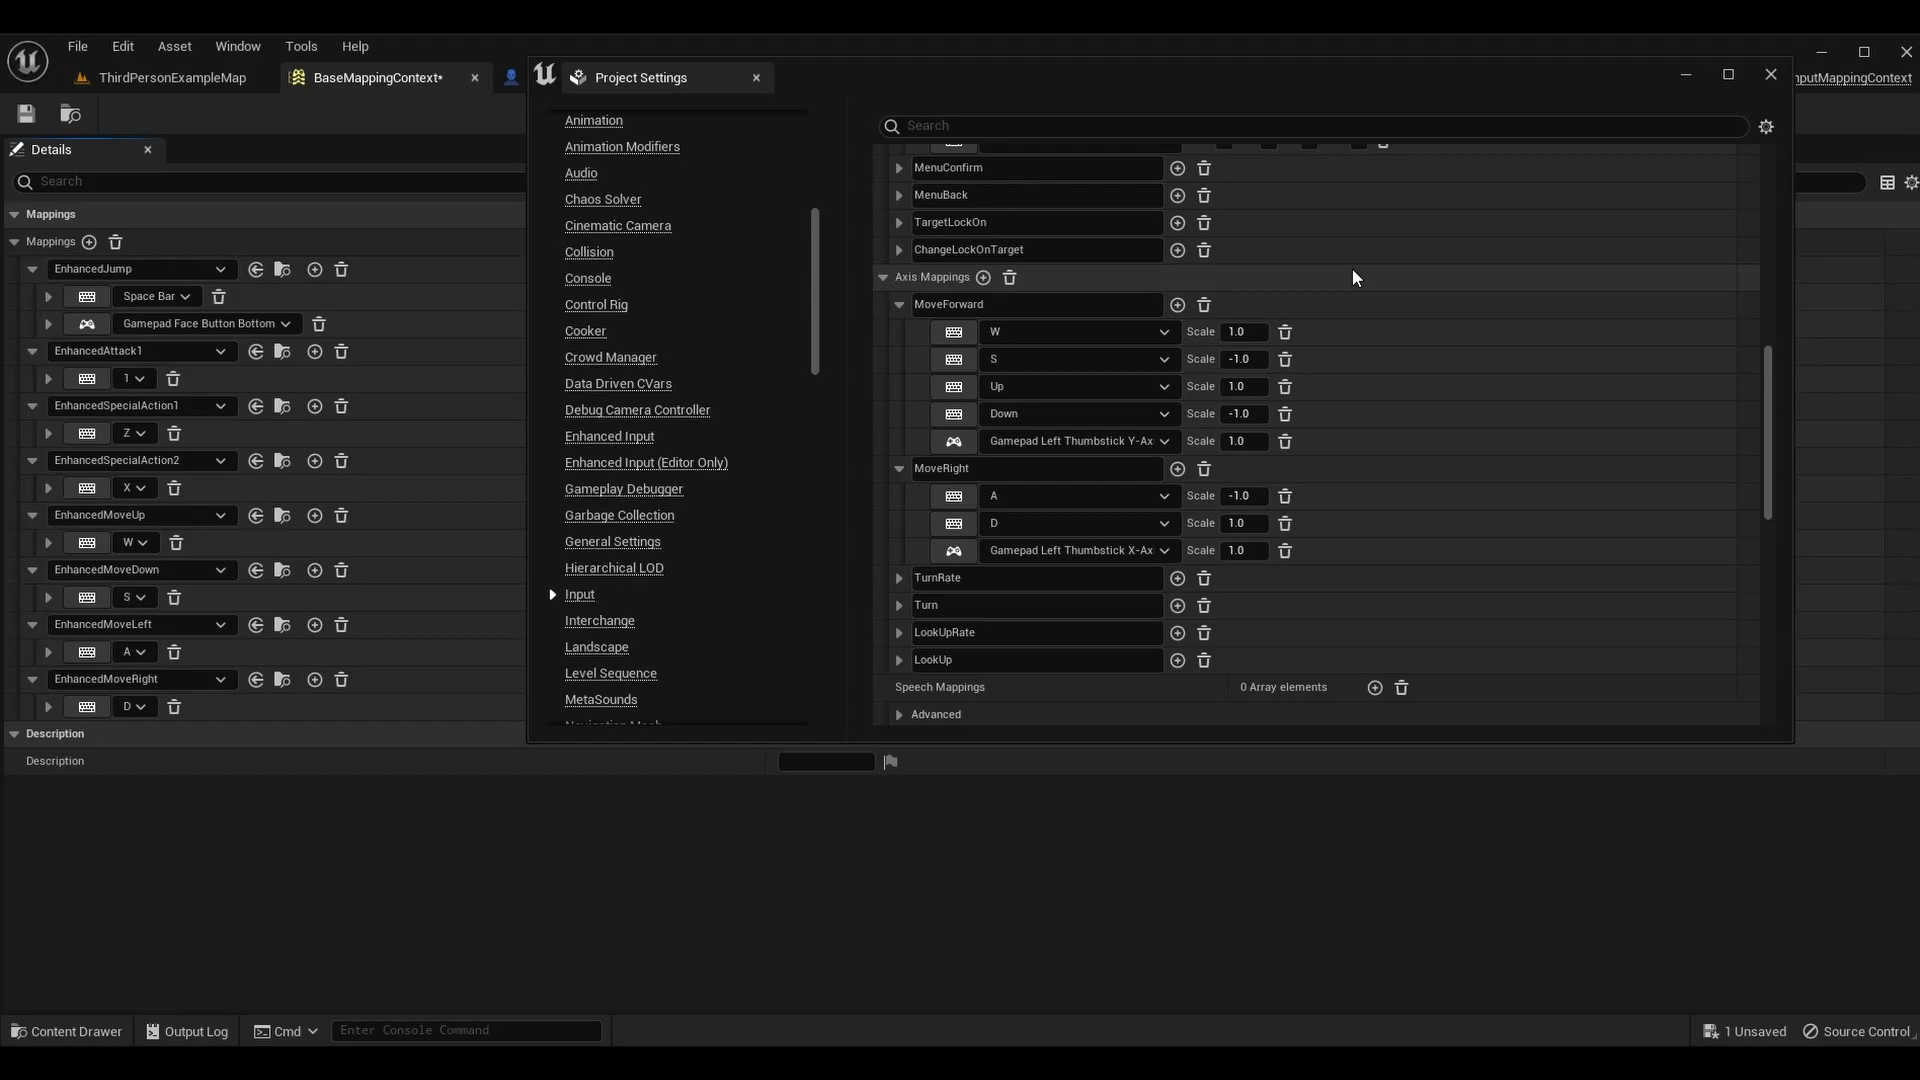 File Edit Asset Window Tools Help
ThirdPersonExampleMap
BaseMappingContext*
Project Settings
nputMappingContext
Details
Search
Mappings
Mappings
EnhancedJump
Space Bar
Gamepad Face Button Bottom
EnhancedAttack1
1
EnhancedSpecialAction1
Z
EnhancedSpecialAction2
X
EnhancedMoveUp
W
EnhancedMoveDown
S
EnhancedMoveLeft
A
EnhancedMoveRight
D
Description
Description
Animation
Animation Modifiers
Audio
Chaos Solver
Cinematic Camera
Collision
Console
Control Rig
Cooker
Crowd Manager
Data Driven CVars
Debug Camera Controller
Enhanced Input
Enhanced Input (Editor Only)
Gameplay Debugger
Garbage Collection
General Settings
Hierarchical LOD
Input
Interchange
Landscape
Level Sequence
MetaSounds
Navigation Mesh
Search
MenuConfirm
MenuBack
TargetLockOn
ChangeLockOnTarget
Axis Mappings
MoveForward
W Scale 1.0
S Scale -1.0
Up Scale 1.0
Down Scale -1.0
Gamepad Left Thumbstick Y-Ax Scale 1.0
MoveRight
A Scale -1.0
D Scale 1.0
Gamepad Left Thumbstick X-Ax Scale 1.0
TurnRate
Turn
LookUpRate
LookUp
Speech Mappings 0 Array elements
Advanced
Content Drawer Output Log Cmd Enter Console Command 1 Unsaved Source Control